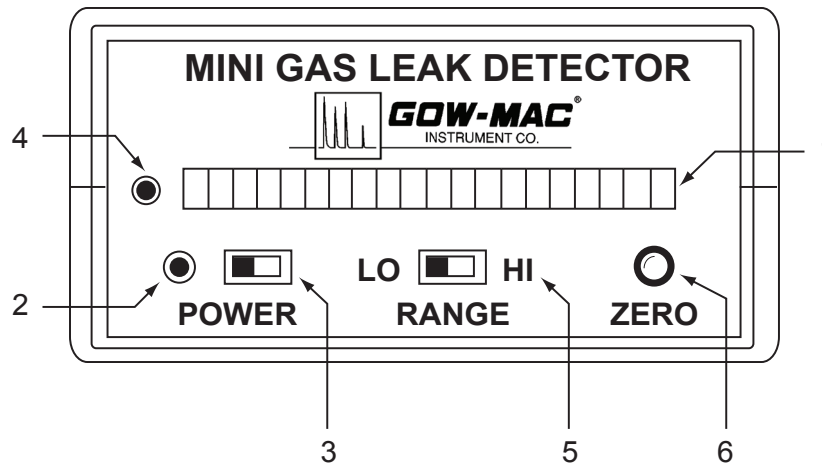 MINI GAS LEAK DETECTOR
GOW-MAC®
INSTRUMENT CO.
4
2
LO HI
POWER RANGE ZERO
3 5 6